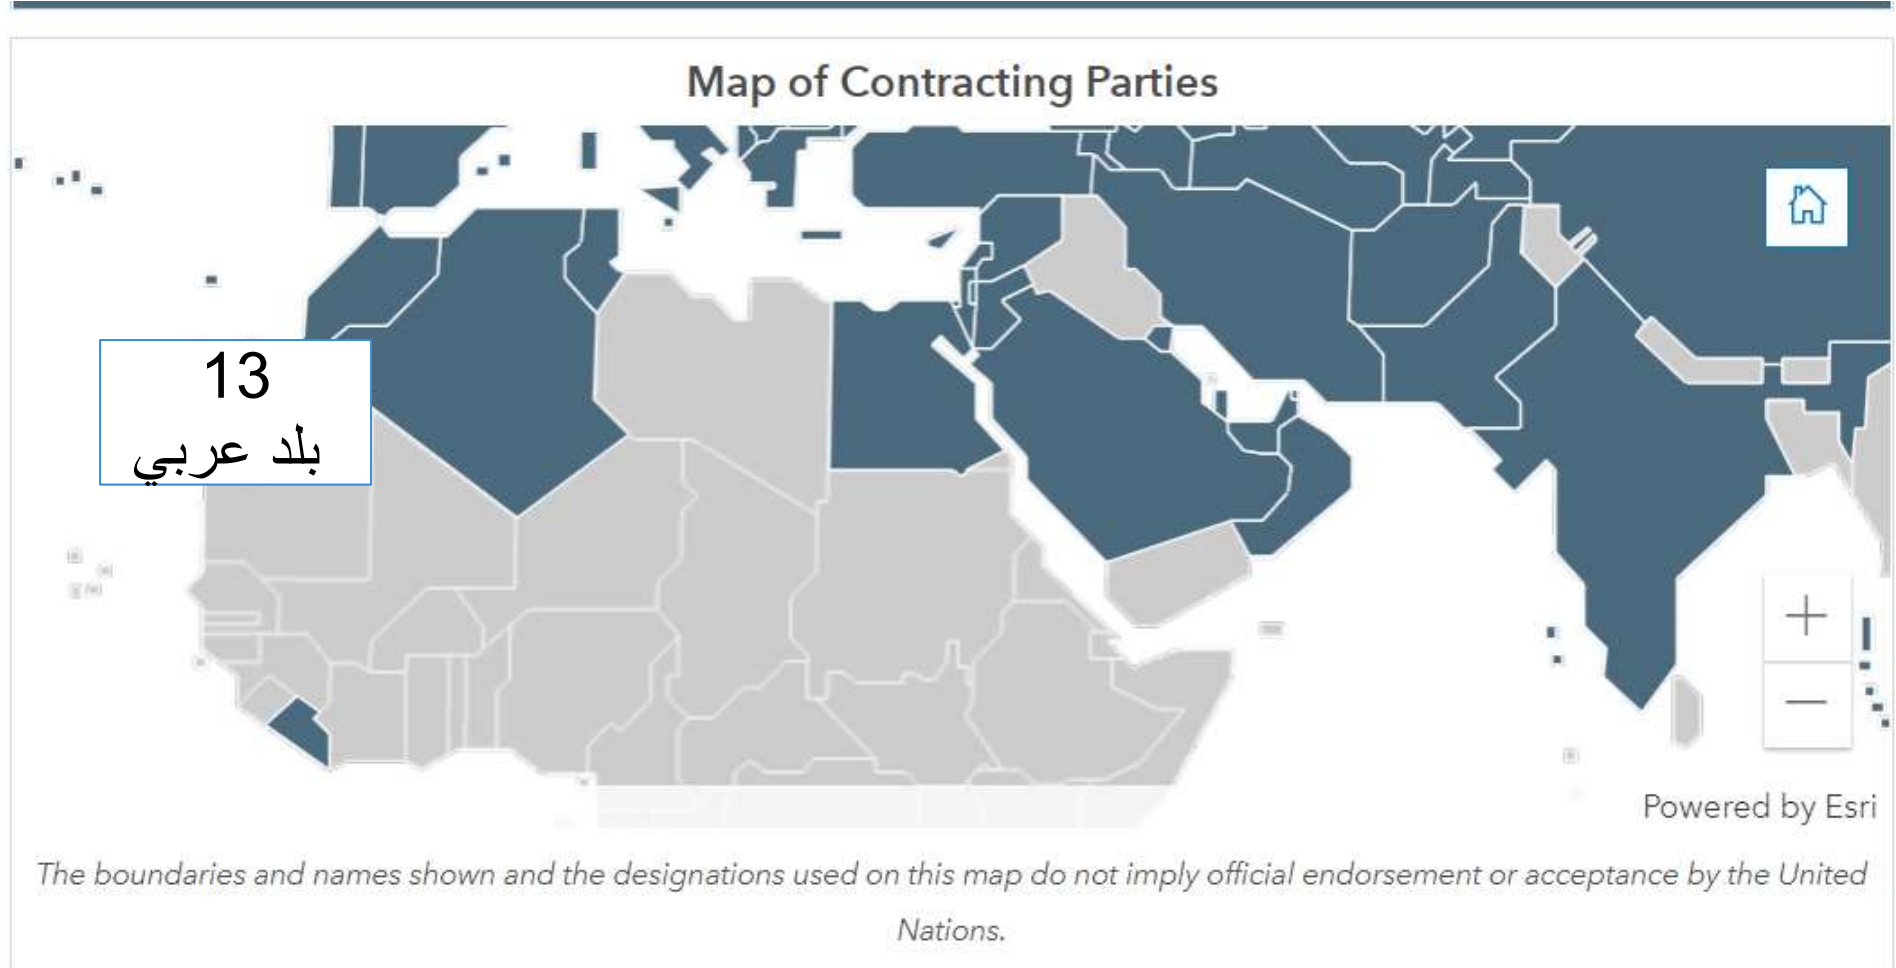 Map of Contracting Parties
13
بلد عربي
Powered by Esri
The boundaries and names shown and the designations used on this map do not imply official endorsement or acceptance by the United
Nations.